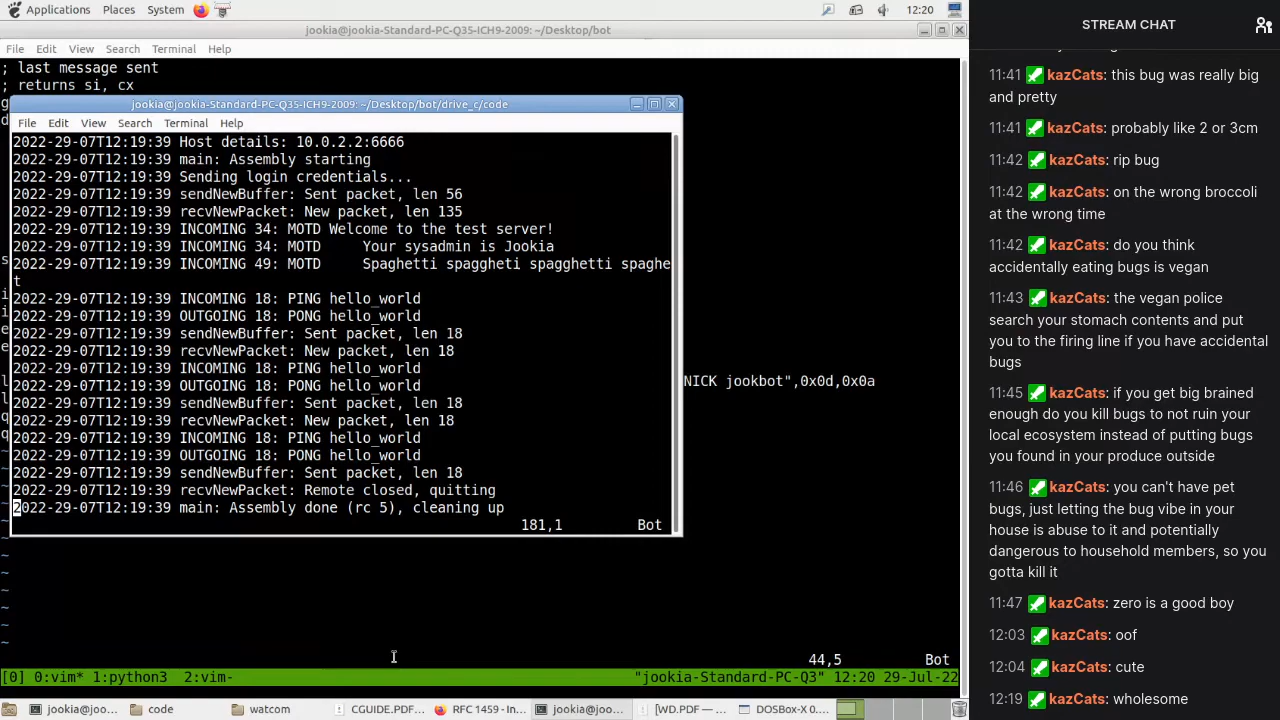 Applications Places System 12:20
jookia@jookia-Standard-PC-Q35-ICH9-2009: ~/Desktop/bot
File Edit View Search Terminal Help
; last message sent
; returns si, cx
jookia@jookia-Standard-PC-Q35-ICH9-2009: ~/Desktop/bot/drive_c/code
File Edit View Search Terminal Help
2022-29-07T12:19:39 Host details: 10.0.2.2:6666
2022-29-07T12:19:39 main: Assembly starting
2022-29-07T12:19:39 Sending login credentials...
2022-29-07T12:19:39 sendNewBuffer: Sent packet, len 56
2022-29-07T12:19:39 recvNewPacket: New packet, len 135
2022-29-07T12:19:39 INCOMING 34: MOTD Welcome to the test server!
2022-29-07T12:19:39 INCOMING 34: MOTD     Your sysadmin is Jookia
2022-29-07T12:19:39 INCOMING 49: MOTD     Spaghetti spaggheti spagghetti spaghe
t
2022-29-07T12:19:39 INCOMING 18: PING hello_world
2022-29-07T12:19:39 OUTGOING 18: PONG hello_world
2022-29-07T12:19:39 sendNewBuffer: Sent packet, len 18
2022-29-07T12:19:39 recvNewPacket: New packet, len 18
2022-29-07T12:19:39 INCOMING 18: PING hello_world
2022-29-07T12:19:39 OUTGOING 18: PONG hello_world
2022-29-07T12:19:39 sendNewBuffer: Sent packet, len 18
2022-29-07T12:19:39 recvNewPacket: New packet, len 18
2022-29-07T12:19:39 INCOMING 18: PING hello_world
2022-29-07T12:19:39 OUTGOING 18: PONG hello_world
2022-29-07T12:19:39 sendNewBuffer: Sent packet, len 18
2022-29-07T12:19:39 recvNewPacket: Remote closed, quitting
2022-29-07T12:19:39 main: Assembly done (rc 5), cleaning up
181,1 Bot
NICK jookbot",0x0d,0x0a
~
~
~
~
~
~
44,5 Bot
[0] 0:vim* 1:python3  2:vim- "jookia-Standard-PC-Q3" 12:20 29-Jul-22
jookia@joo... code watcom CGUIDE.PDF... RFC 1459 - In... jookia@joo... [WD.PDF — ... DOSBox-X 0....
STREAM CHAT
11:41 kazCats: this bug was really big
and pretty
11:41 kazCats: probably like 2 or 3cm
11:42 kazCats: rip bug
11:42 kazCats: on the wrong broccoli
at the wrong time
11:42 kazCats: do you think
accidentally eating bugs is vegan
11:43 kazCats: the vegan police
search your stomach contents and put
you to the firing line if you have accidental
bugs
11:45 kazCats: if you get big brained
enough do you kill bugs to not ruin your
local ecosystem instead of putting bugs
you found in your produce outside
11:46 kazCats: you can't have pet
bugs, just letting the bug vibe in your
house is abuse to it and potentially
dangerous to household members, so you
gotta kill it
11:47 kazCats: zero is a good boy
12:03 kazCats: oof
12:04 kazCats: cute
12:19 kazCats: wholesome